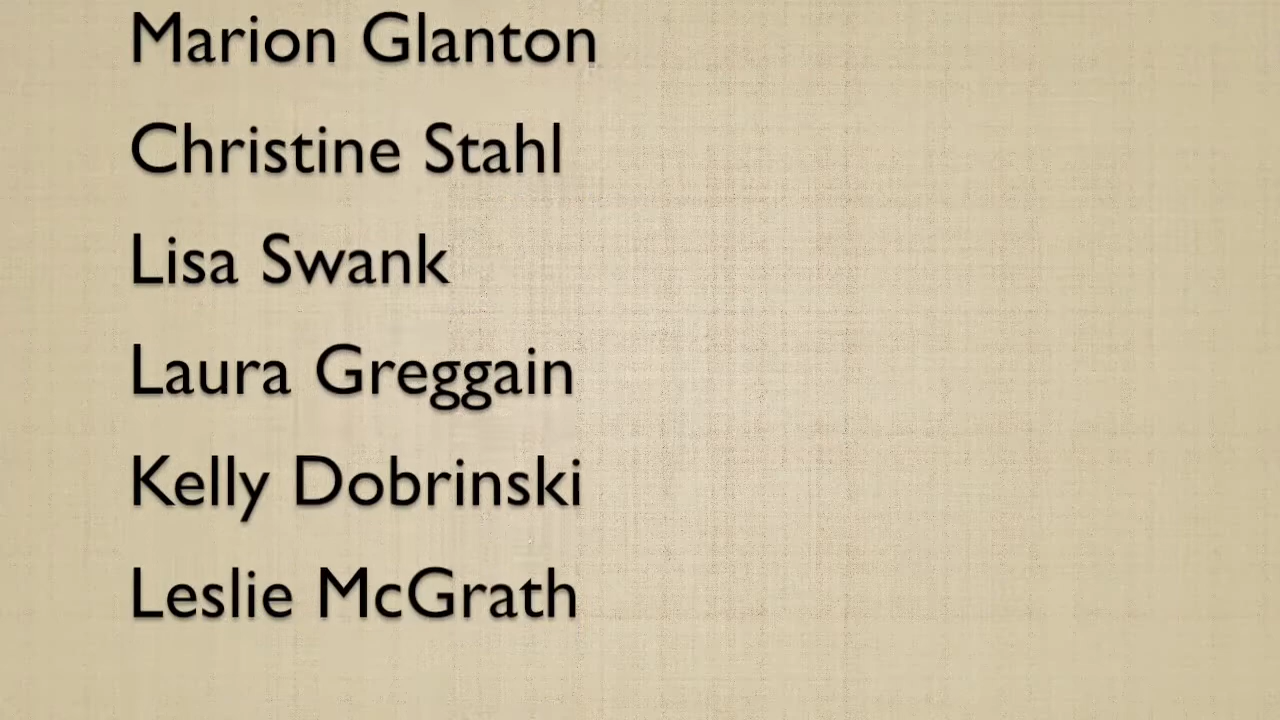 Marion Glanton
Christine Stahl
Lisa Swank
Laura Greggain
Kelly Dobrinski
Leslie McGrath